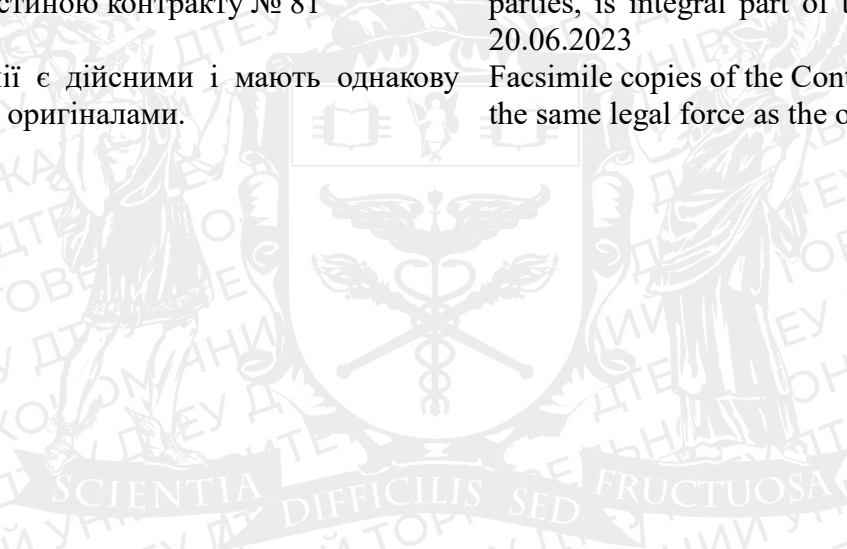 стиною контракту № 81
ії є дійсними і мають однакову
оригіналами.
parties, is integral part of t
20.06.2023
Facsimile copies of the Cont
the same legal force as the o
SCIENTIA DIFFICILIS SED FRUCTUOSA